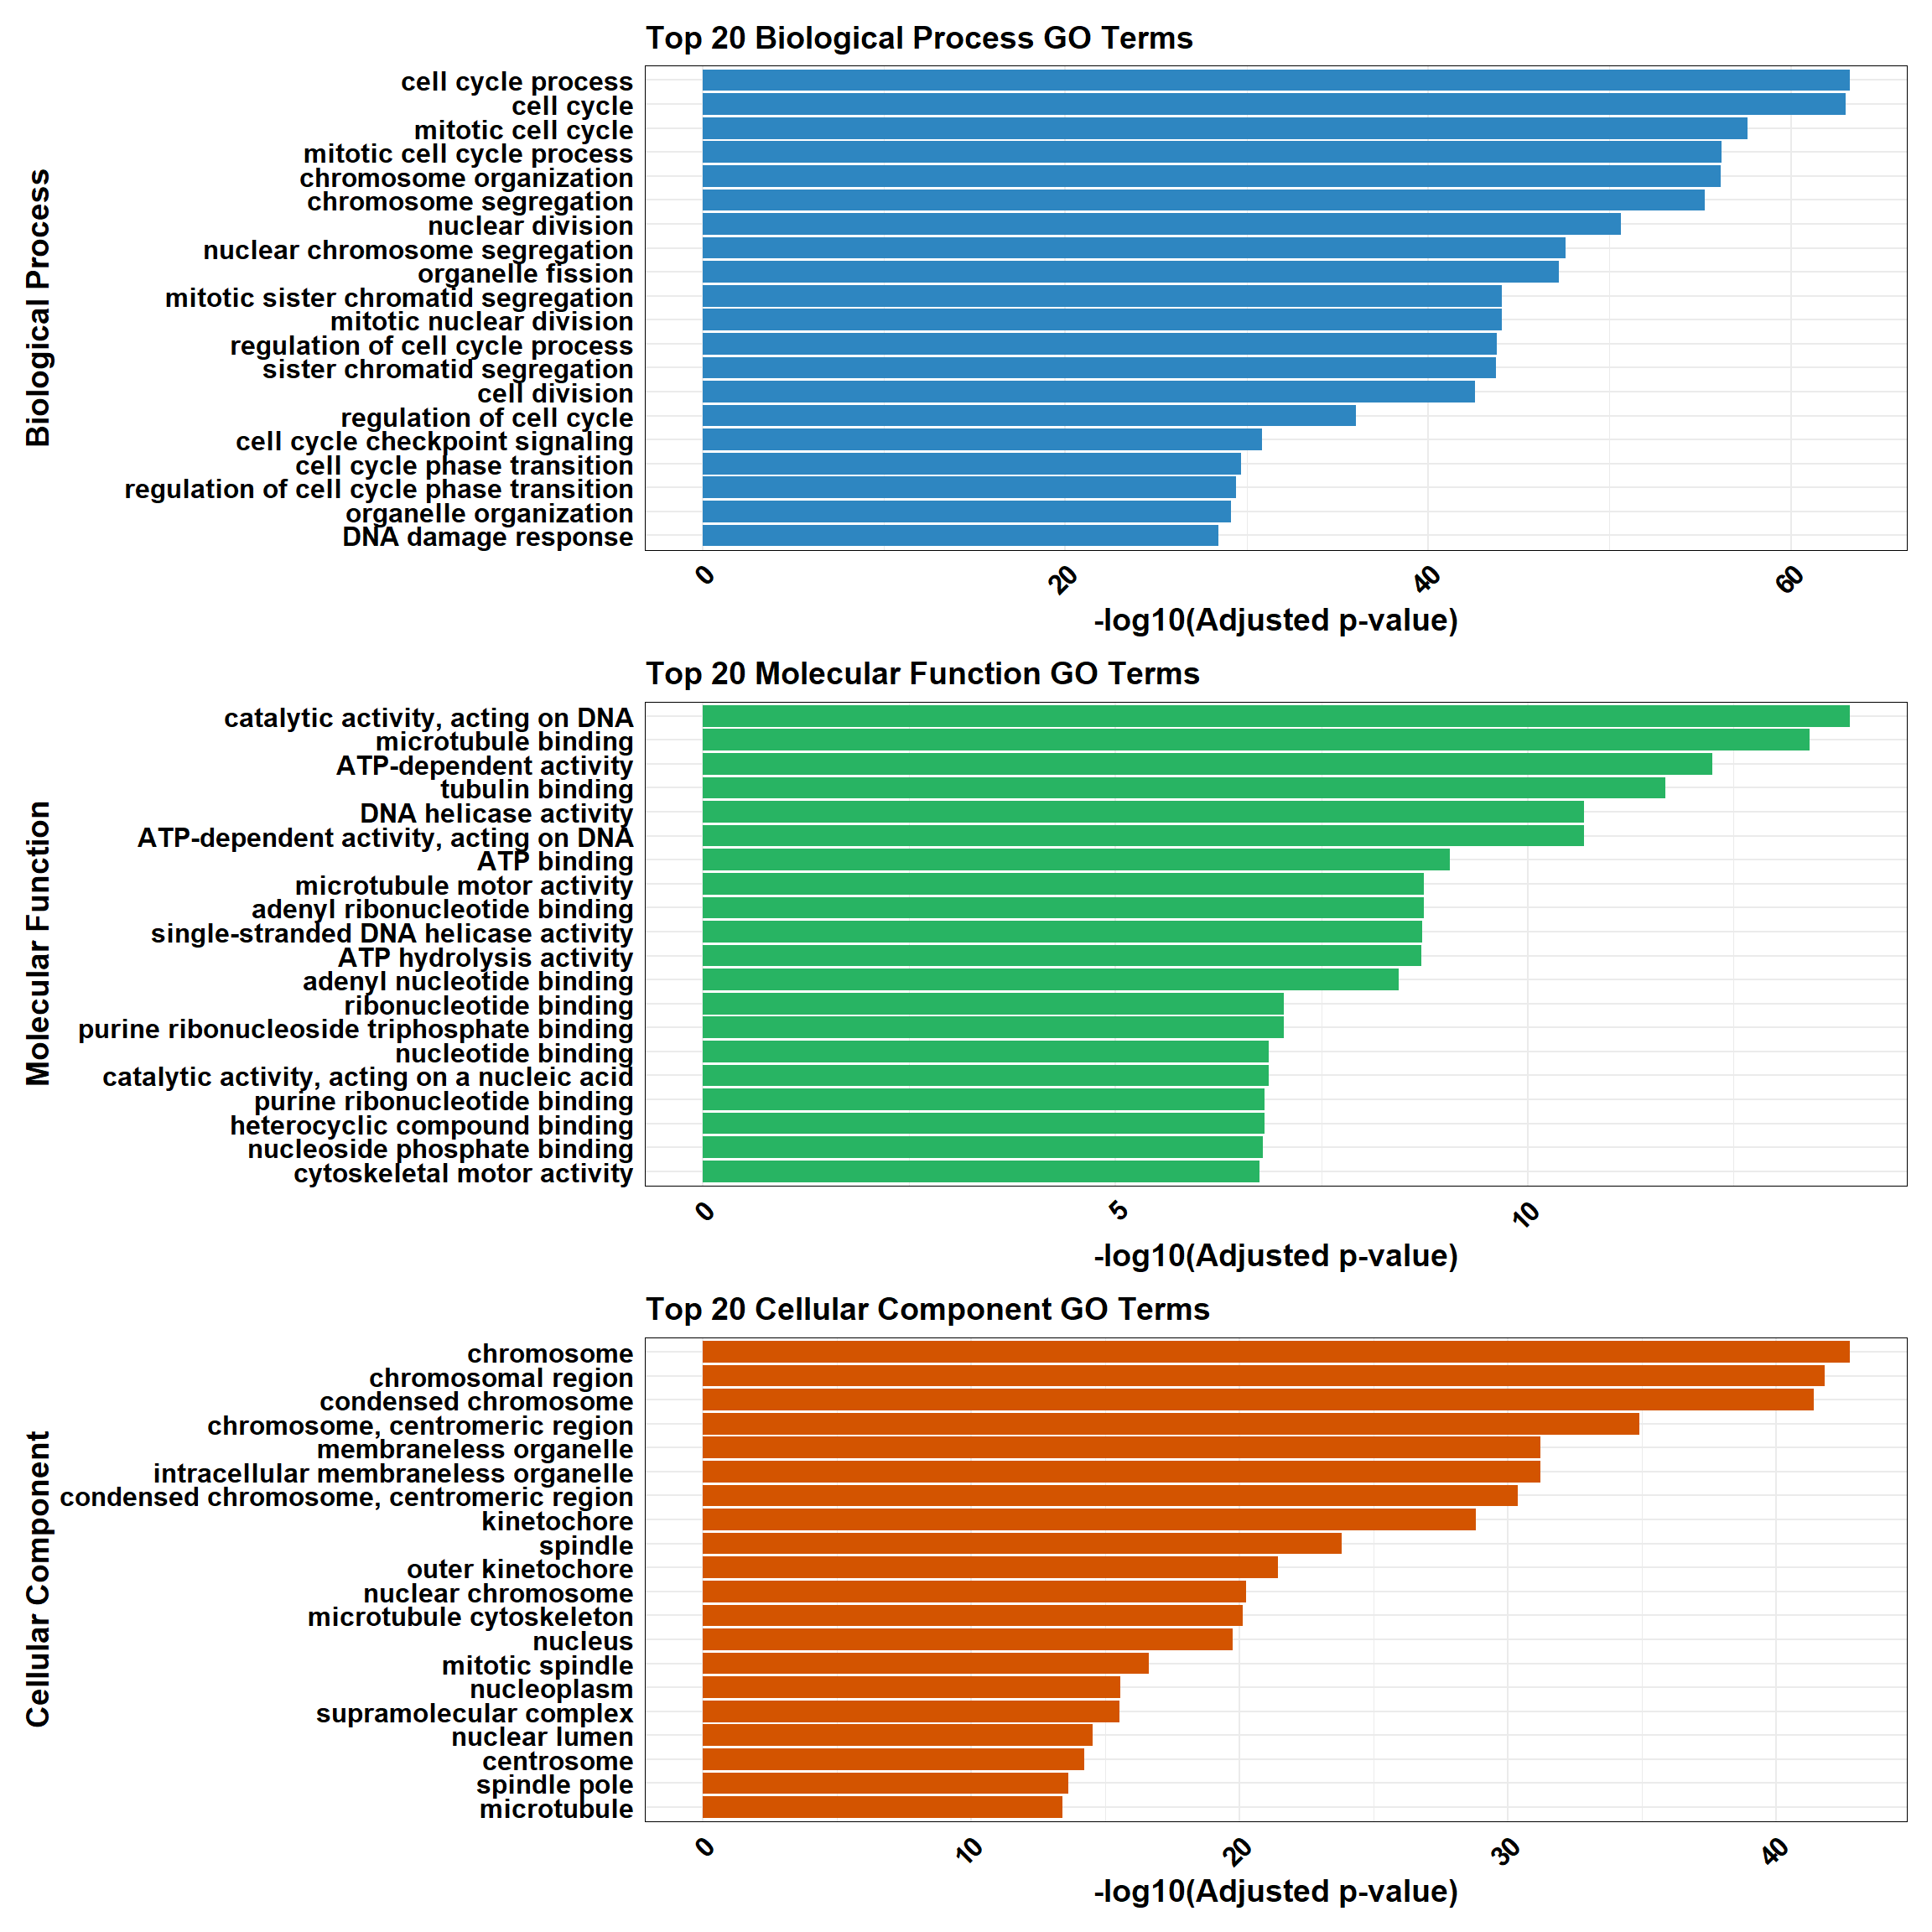 Top 20 Biological Process GO Terms
Biological Process
cell cycle process
cell cycle
mitotic cell cycle
mitotic cell cycle process
chromosome organization
chromosome segregation
nuclear division
nuclear chromosome segregation
organelle fission
mitotic sister chromatid segregation
mitotic nuclear division
regulation of cell cycle process
sister chromatid segregation
cell division
regulation of cell cycle
cell cycle checkpoint signaling
cell cycle phase transition
regulation of cell cycle phase transition
organelle organization
DNA damage response
0 20 40 60
-log10(Adjusted p-value)
Top 20 Molecular Function GO Terms
Molecular Function
catalytic activity, acting on DNA
microtubule binding
ATP-dependent activity
tubulin binding
DNA helicase activity
ATP-dependent activity, acting on DNA
ATP binding
microtubule motor activity
adenyl ribonucleotide binding
single-stranded DNA helicase activity
ATP hydrolysis activity
adenyl nucleotide binding
ribonucleotide binding
purine ribonucleoside triphosphate binding
nucleotide binding
catalytic activity, acting on a nucleic acid
purine ribonucleotide binding
heterocyclic compound binding
nucleoside phosphate binding
cytoskeletal motor activity
0 5 10
-log10(Adjusted p-value)
Top 20 Cellular Component GO Terms
Cellular Component
chromosome
chromosomal region
condensed chromosome
chromosome, centromeric region
membraneless organelle
intracellular membraneless organelle
condensed chromosome, centromeric region
kinetochore
spindle
outer kinetochore
nuclear chromosome
microtubule cytoskeleton
nucleus
mitotic spindle
nucleoplasm
supramolecular complex
nuclear lumen
centrosome
spindle pole
microtubule
0 10 20 30 40
-log10(Adjusted p-value)